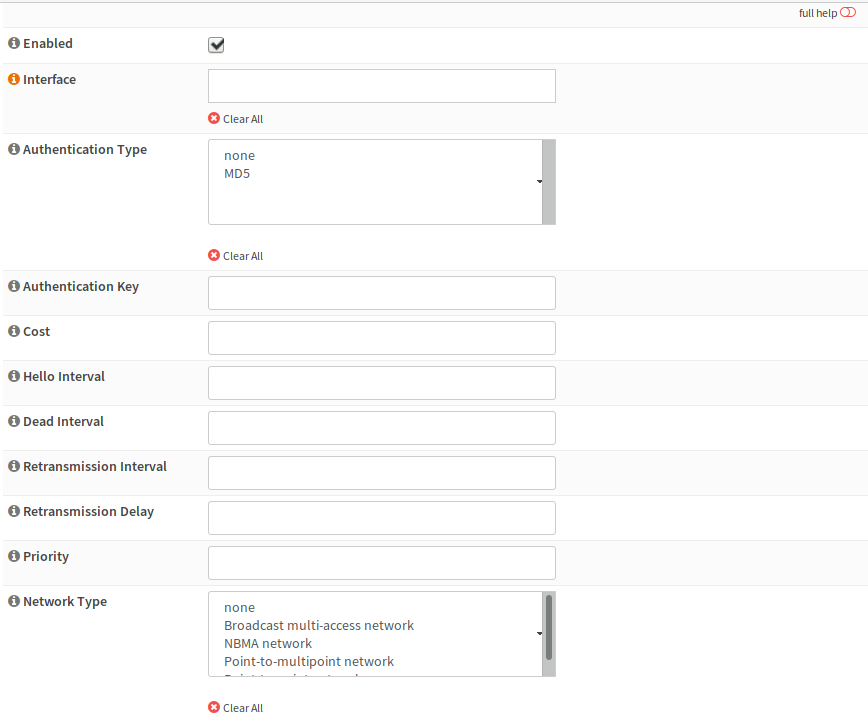 full help
Enabled
Interface
Clear All
Authentication Type
none
MD5
Clear All
Authentication Key
Cost
Hello Interval
Dead Interval
Retransmission Interval
Retransmission Delay
Priority
Network Type
none
Broadcast multi-access network
NBMA network
Point-to-multipoint network
Clear All